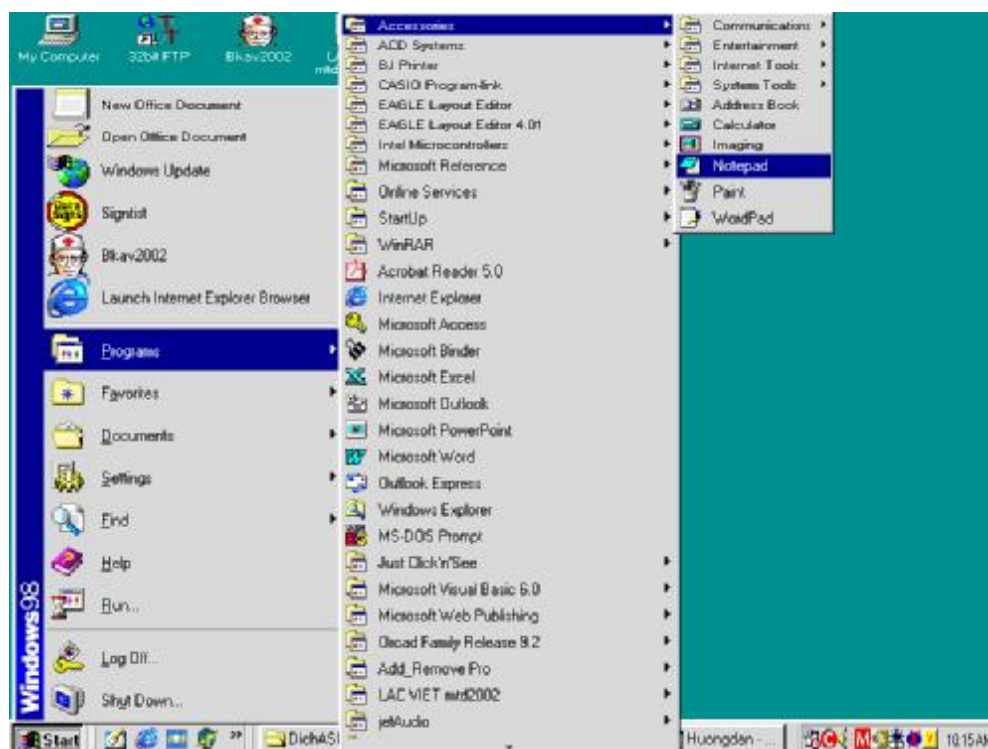 My Computer
32bit FTP
Bkav2002
New Office Document
Open Office Document
Windows Update
Signtist
Bkav2002
Launch Internet Explorer Browser
Programs
Favorites
Documents
Settings
Find
Help
Run...
Log Off...
Shut Down...
Windows98
Accessories
ACD Systems
BJ Printer
CASIO Program-link
EAGLE Layout Editor
EAGLE Layout Editor 4.01
Intel Microcontrollers
Microsoft Reference
Online Services
StartUp
WinRAR
Acrobat Reader 5.0
Internet Explorer
Microsoft Access
Microsoft Binder
Microsoft Excel
Microsoft Outlook
Microsoft PowerPoint
Microsoft Word
Outlook Express
Windows Explorer
MS-DOS Prompt
Just Click'n'See
Microsoft Visual Basic 6.0
Microsoft Web Publishing
Orcad Family Release 9.2
Add_Remove Pro
LAC VIET mtd2002
jetAudio
Communications
Entertainment
Internet Tools
System Tools
Address Book
Calculator
Imaging
Notepad
Paint
WordPad
Start
DichAS
Huongdan - ...
10:15 AM